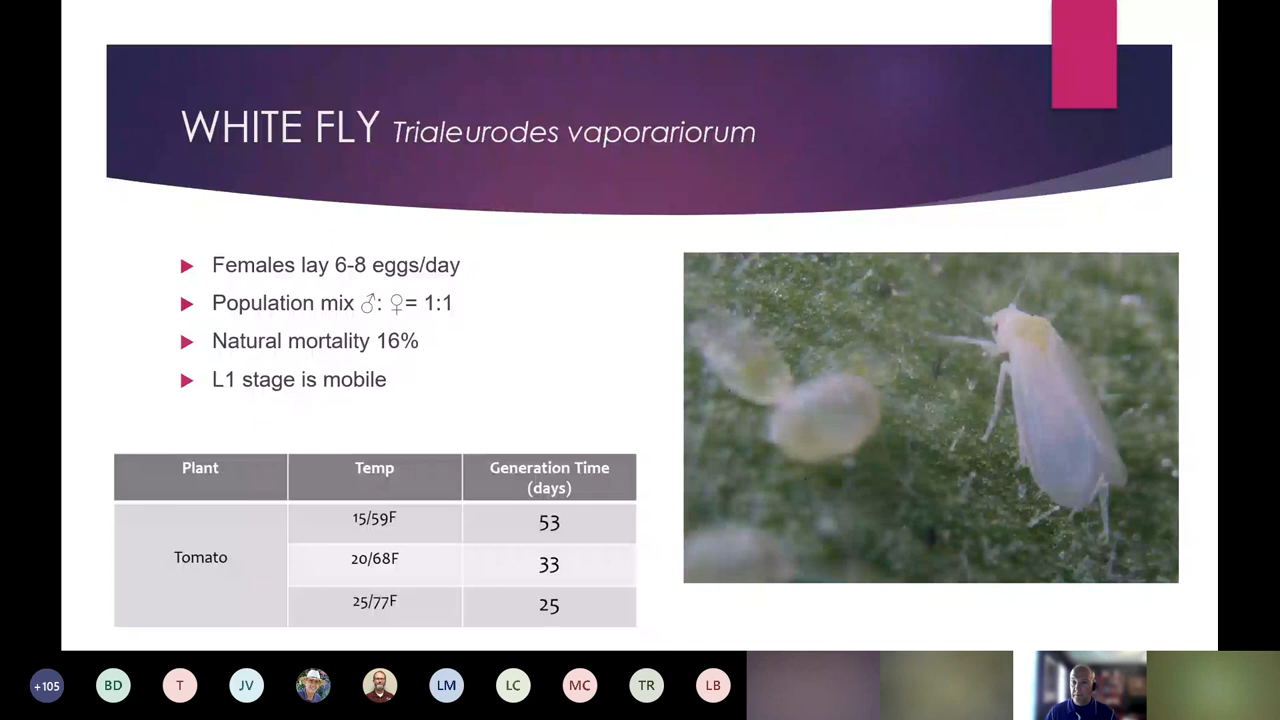 WHITE FLY Trialeurodes vaporariorum
Females lay 6-8 eggs/day
Population mix ♂: ♀= 1:1
Natural mortality 16%
L1 stage is mobile
Plant Temp Generation Time
(days)
Tomato
15/59F 53
20/68F 33
25/77F 25
+105 BD T JV LM LC MC TR LB